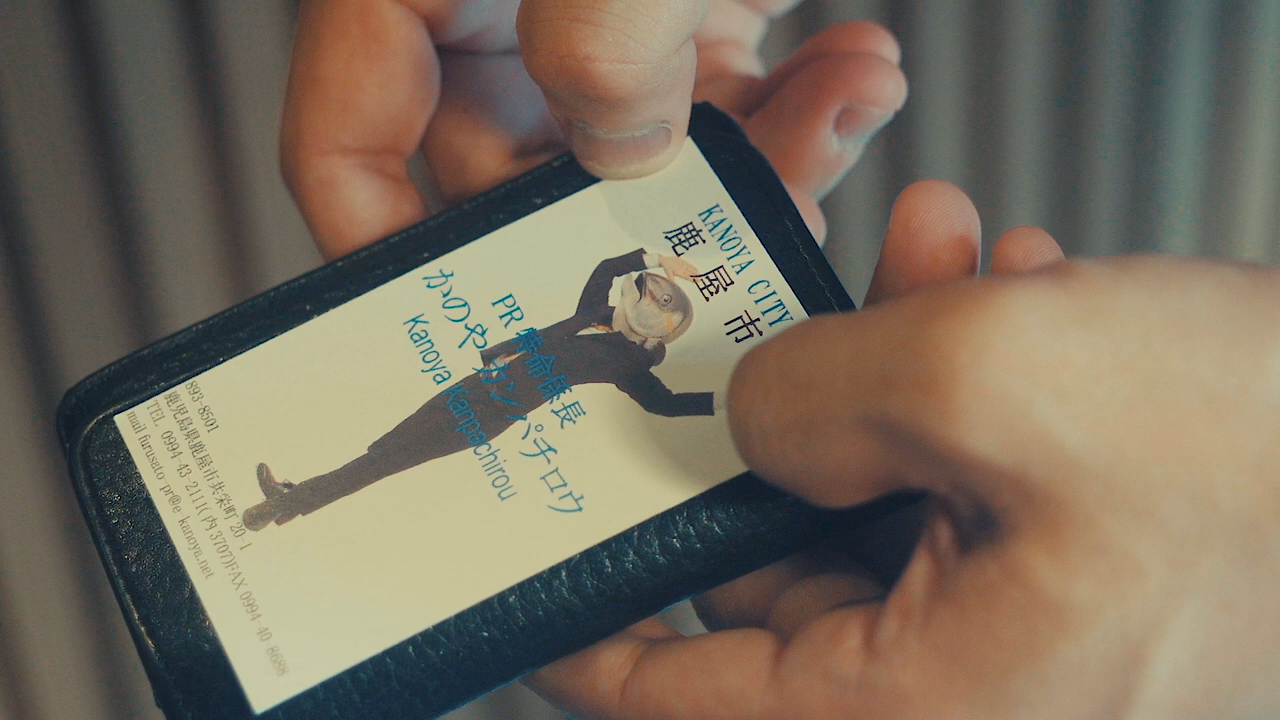 KANOYA CITY
鹿屋市
PR 特命係長
かのや カンパチロウ
Kanoya Kanpachirou
893-8501
鹿児島県鹿屋市共栄町20-1
TEL 0994-43-2111(内3707)FAX 0994-40-8688
mail furusato-pr@e-kanoya.net